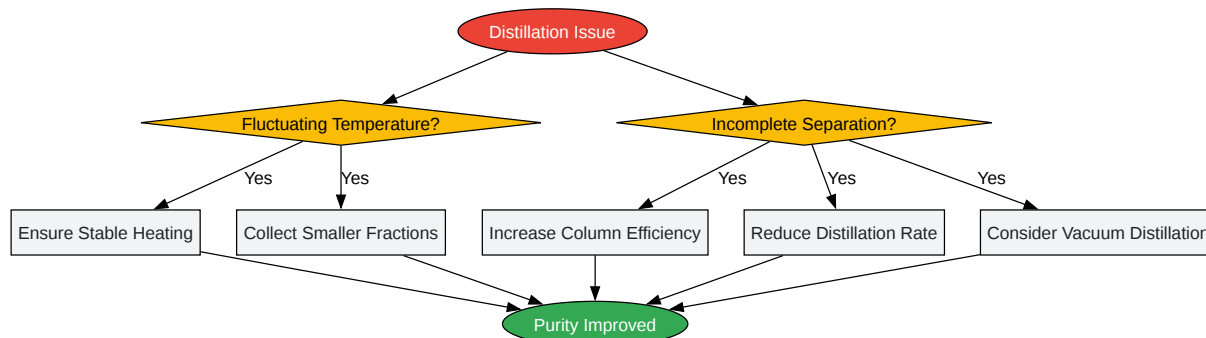 Distillation Issue
Fluctuating Temperature?
Incomplete Separation?
Yes
Yes
Yes
Yes
Yes
Ensure Stable Heating
Collect Smaller Fractions
Increase Column Efficiency
Reduce Distillation Rate
Consider Vacuum Distillation
Purity Improved